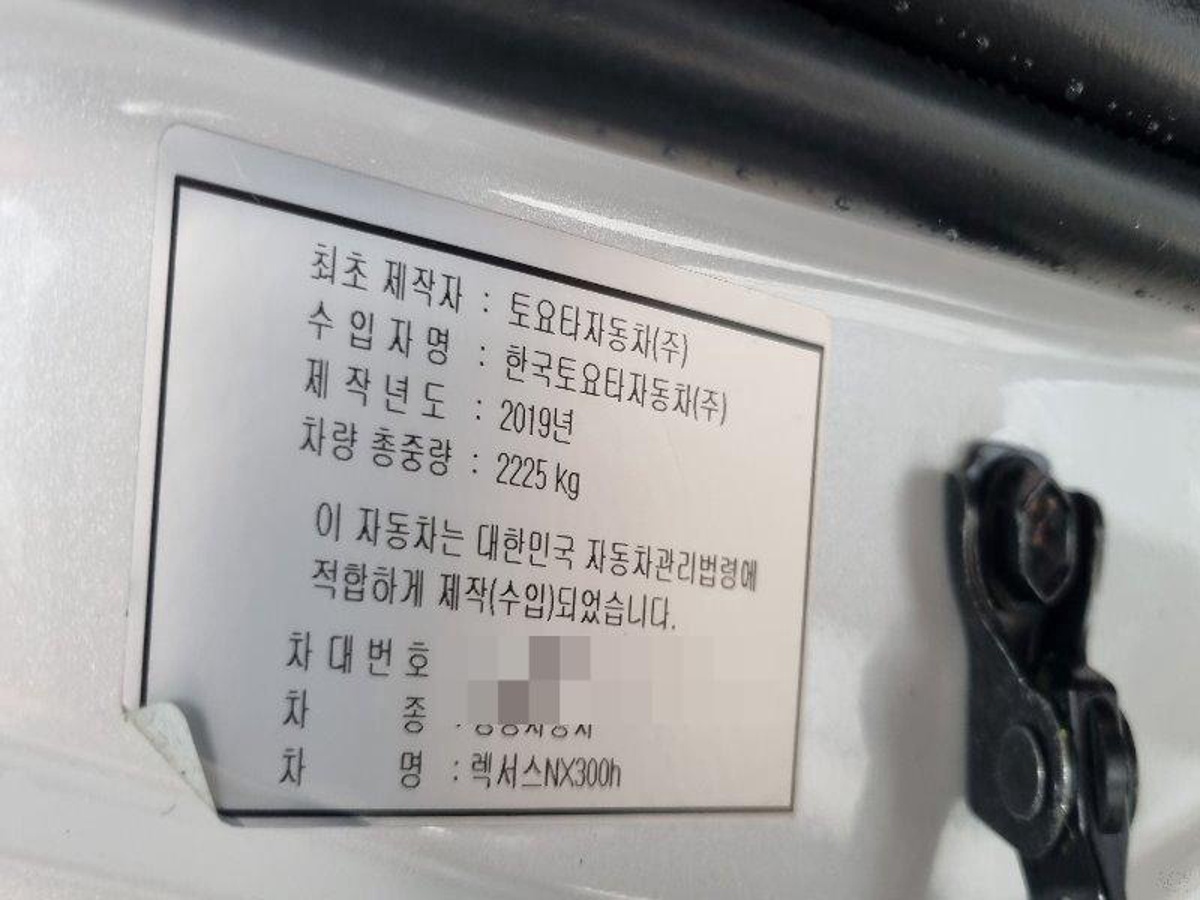 최초 제작자 : 토요타자동차(주)
수 입 자 명 : 한국토요타자동차(주)
제 작 년 도 : 2019년
차량 총중량 : 2225 kg
이 자동차는 대한민국 자동차관리법령에
적합하게 제작(수입)되었습니다.
차 대 번 호
차 종 :
차 명 : 렉서스NX300h